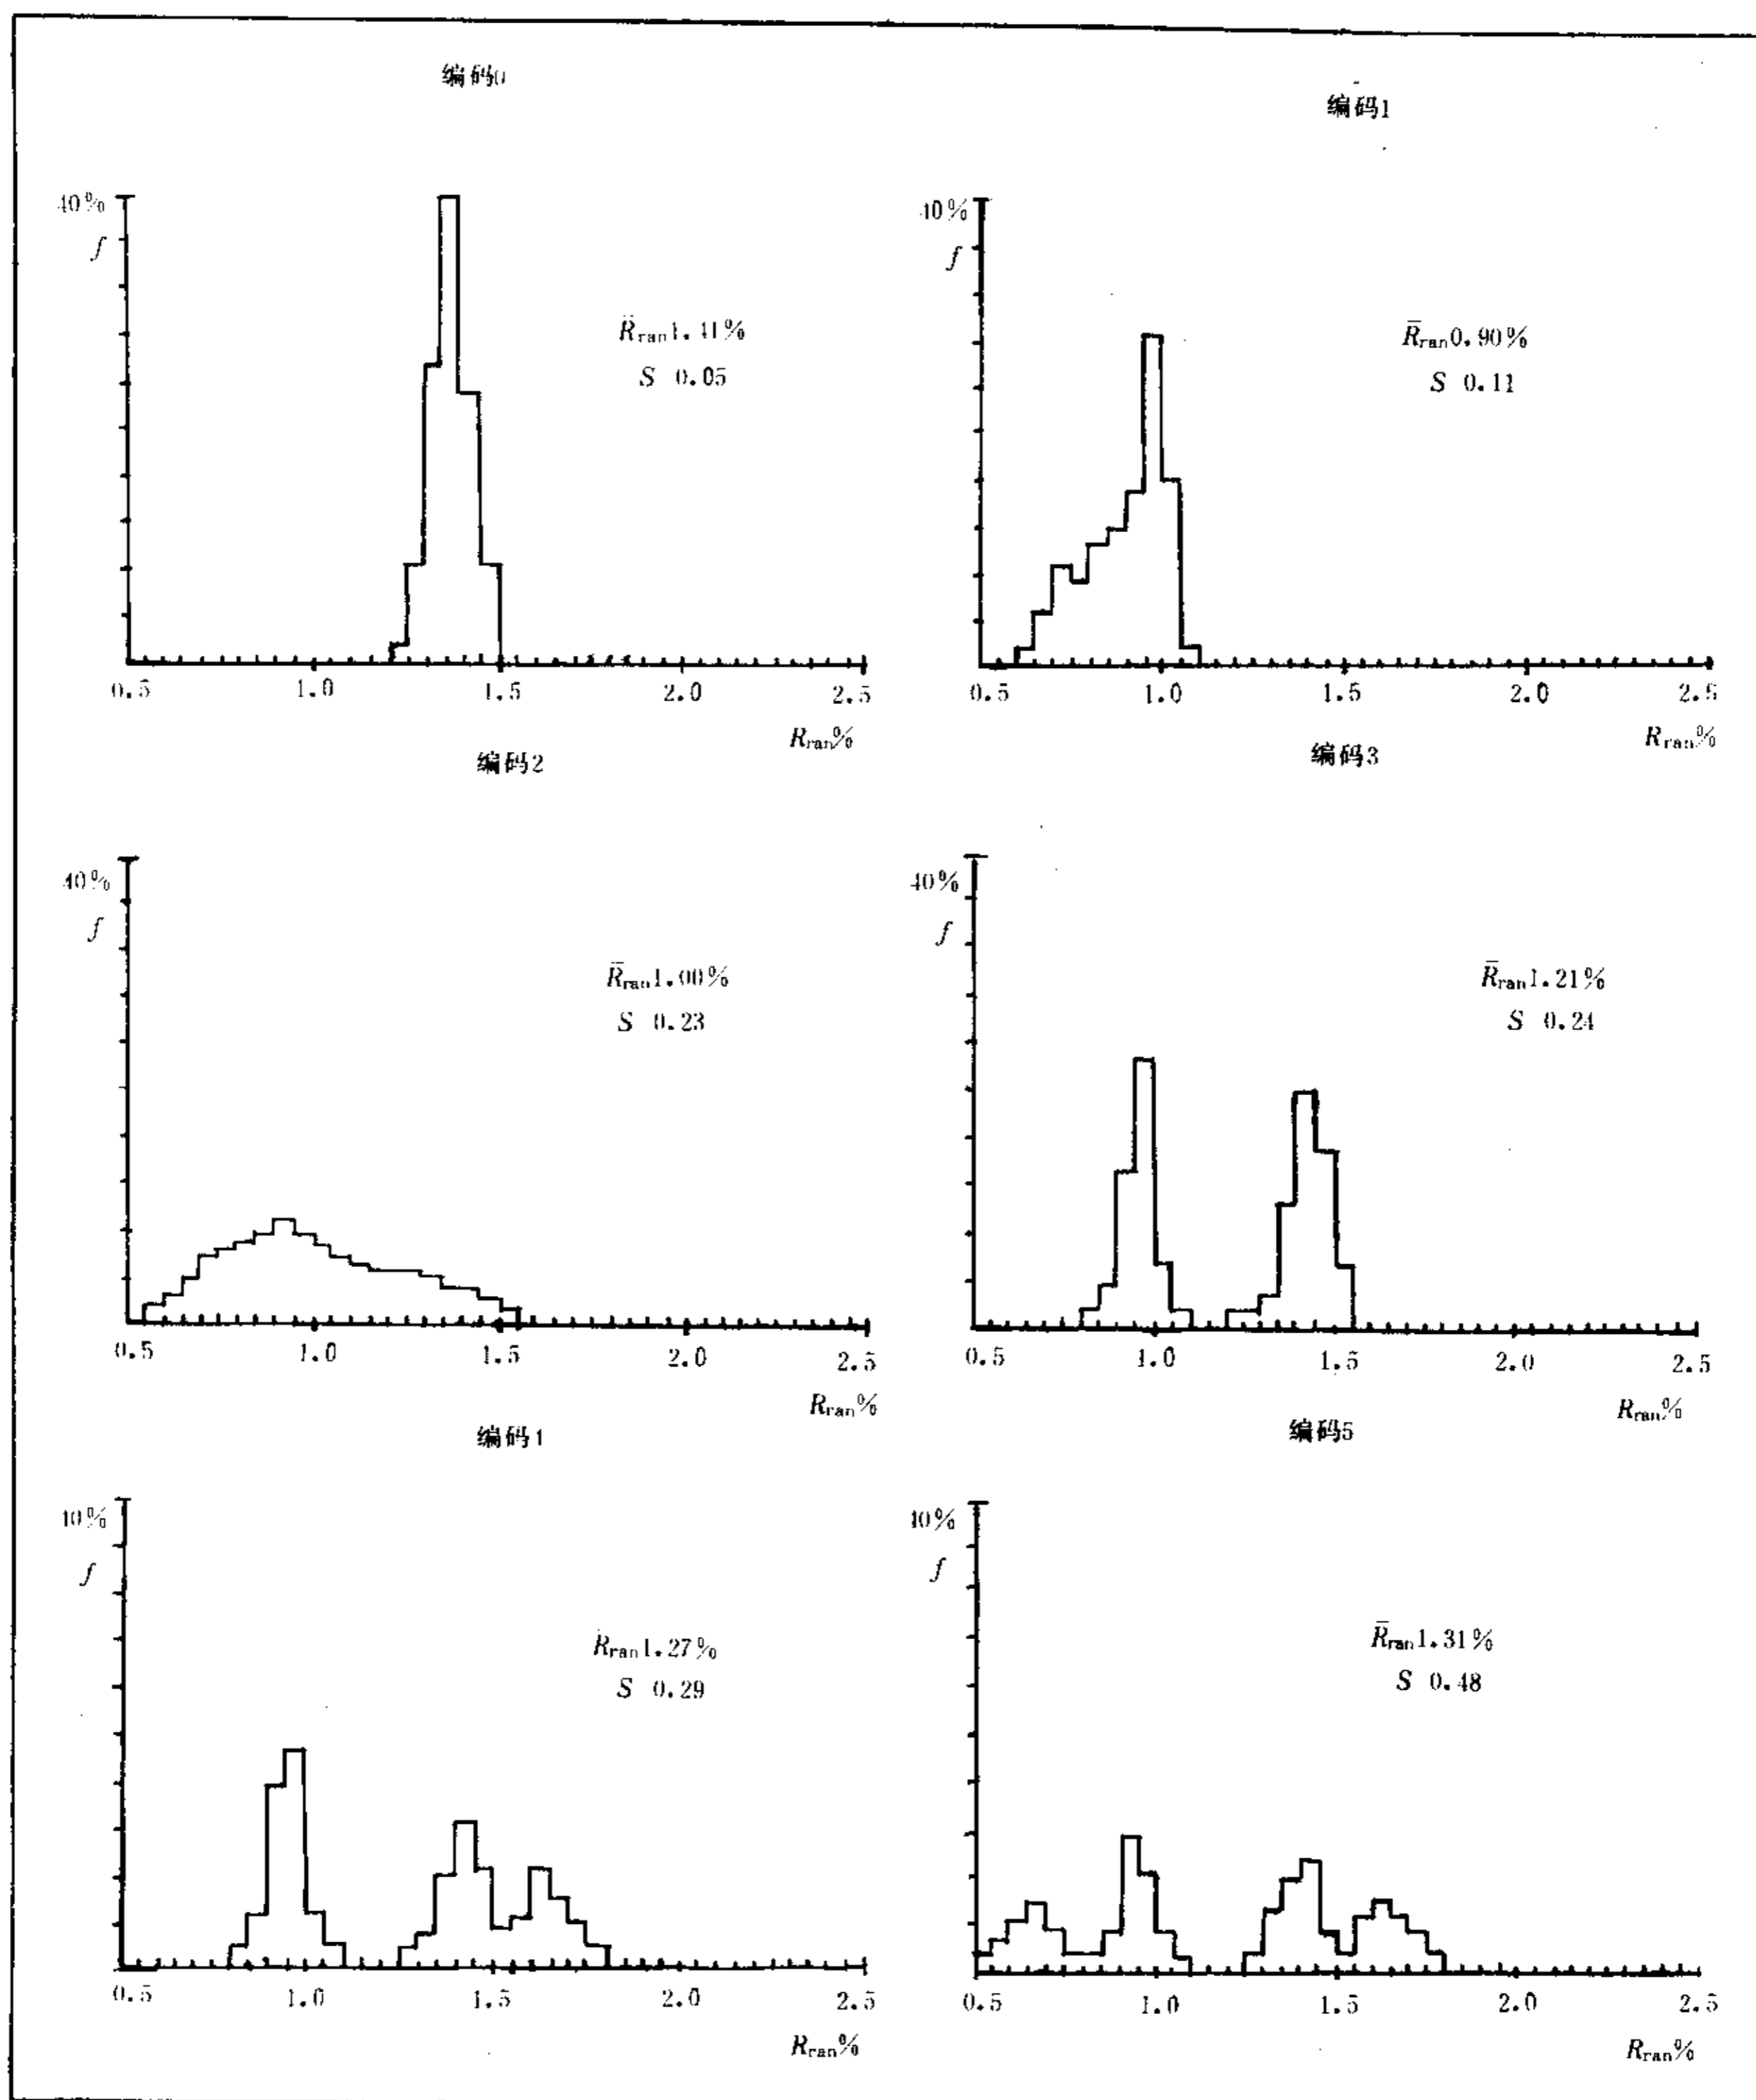 编码0
40%
f
R̄ran1.41%
S 0.05
0.5 1.0 1.5 2.0 2.5
Rran%
编码1
40%
f
R̄ran0.90%
S 0.11
0.5 1.0 1.5 2.0 2.5
Rran%
编码2
40%
f
R̄ran1.00%
S 0.23
0.5 1.0 1.5 2.0 2.5
Rran%
编码3
40%
f
R̄ran1.21%
S 0.24
0.5 1.0 1.5 2.0 2.5
Rran%
编码1
40%
f
R̄ran1.27%
S 0.29
0.5 1.0 1.5 2.0 2.5
Rran%
编码5
40%
f
R̄ran1.31%
S 0.48
0.5 1.0 1.5 2.0 2.5
Rran%